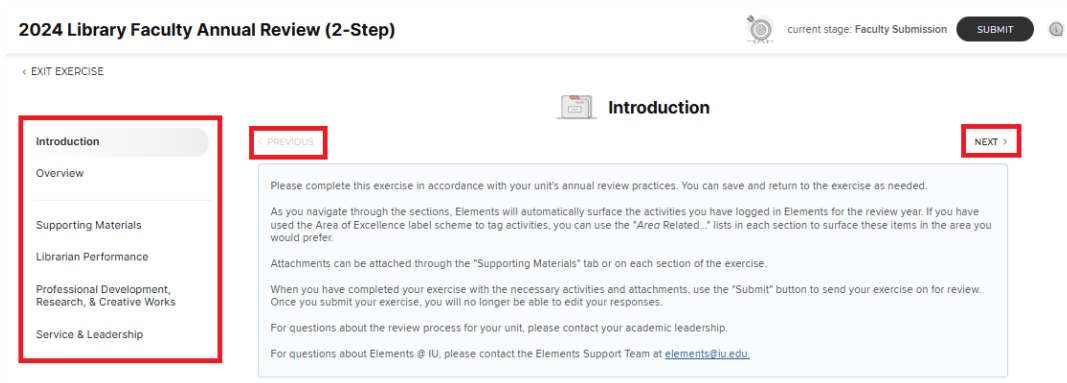 2024 Library Faculty Annual Review (2-Step)
current stage: Faculty Submission
SUBMIT
‹ EXIT EXERCISE
Introduction
Overview
Supporting Materials
Librarian Performance
Professional Development,
Research, & Creative Works
Service & Leadership
Introduction
‹ PREVIOUS
NEXT ›
Please complete this exercise in accordance with your unit's annual review practices. You can save and return to the exercise as needed.
As you navigate through the sections, Elements will automatically surface the activities you have logged in Elements for the review year. If you have
used the Area of Excellence label scheme to tag activities, you can use the "Area Related..." lists in each section to surface these items in the area you
would prefer.
Attachments can be attached through the "Supporting Materials" tab or on each section of the exercise.
When you have completed your exercise with the necessary activities and attachments, use the "Submit" button to send your exercise on for review.
Once you submit your exercise, you will no longer be able to edit your responses.
For questions about the review process for your unit, please contact your academic leadership.
For questions about Elements @ IU, please contact the Elements Support Team at elements@iu.edu.